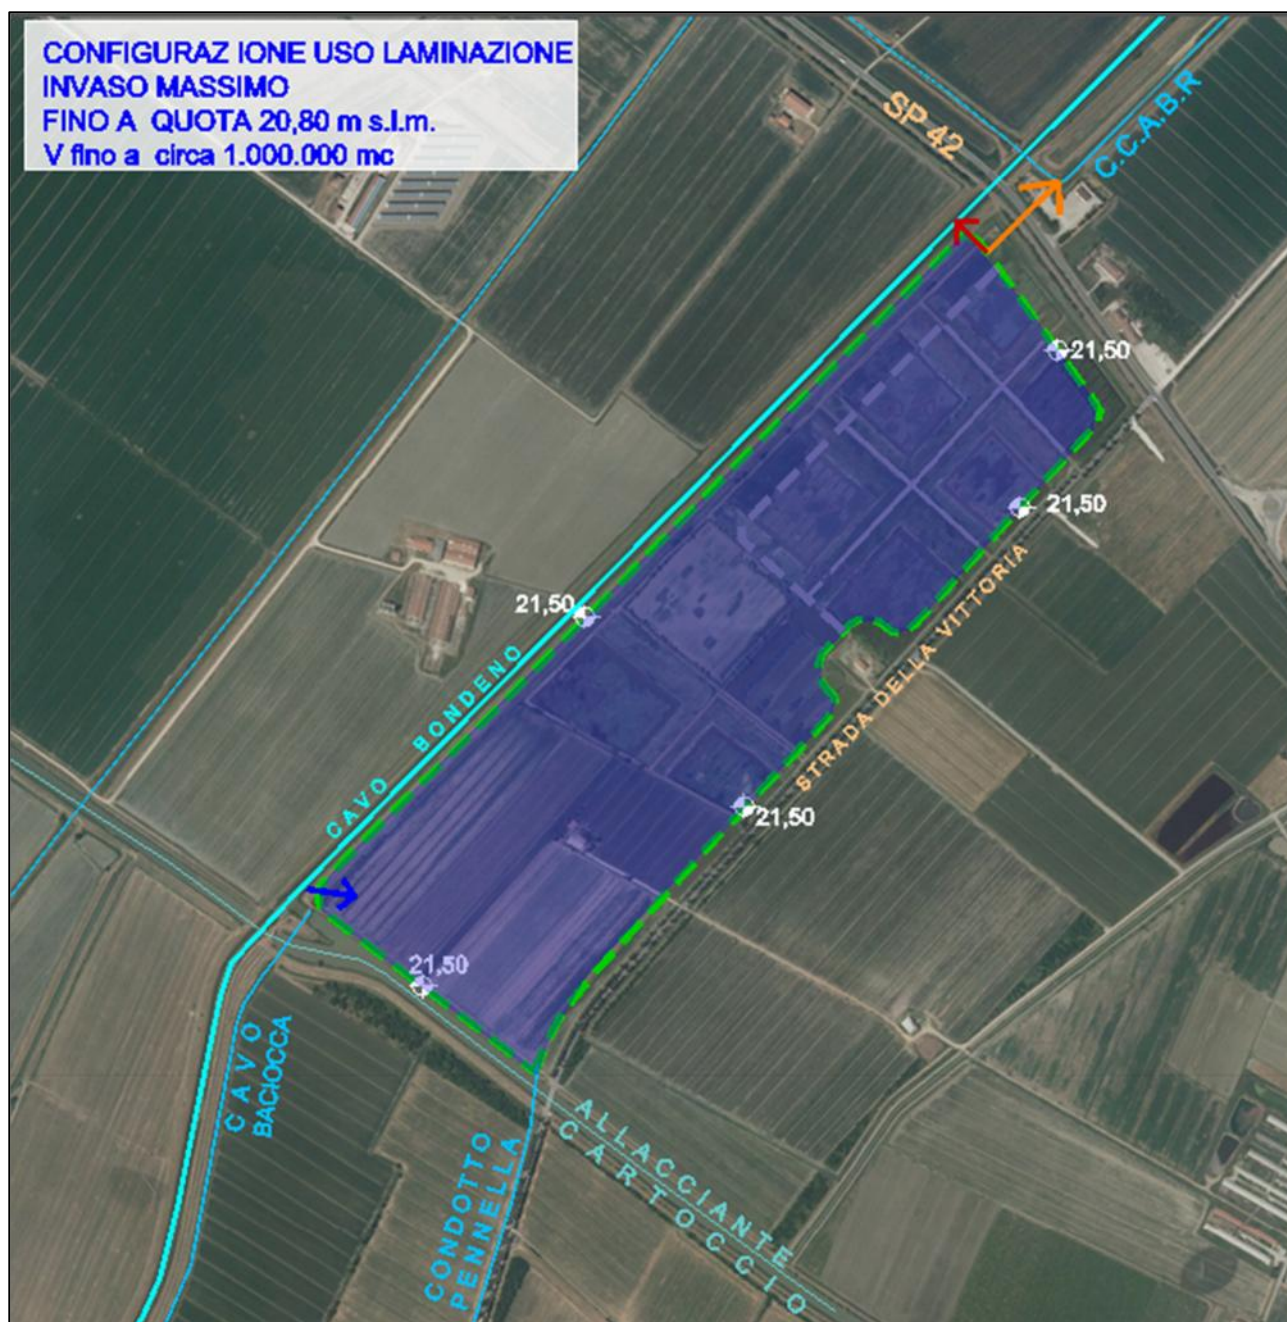 CONFIGURAZ IONE USO LAMINAZIONE
INVASO MASSIMO
FINO A QUOTA 20,80 m s.l.m.
V fino a circa 1.000.000 mc
SP 42
C.C.A.B.R
21,50
21,50
21,50
CAVO BONDENO
STRADA DELLA VITTORIA
21,50
21,50
CAVO
BACIOCCA
CONDOTTO
PENNELLA
ALLACCIANTE
CARTOCCIO